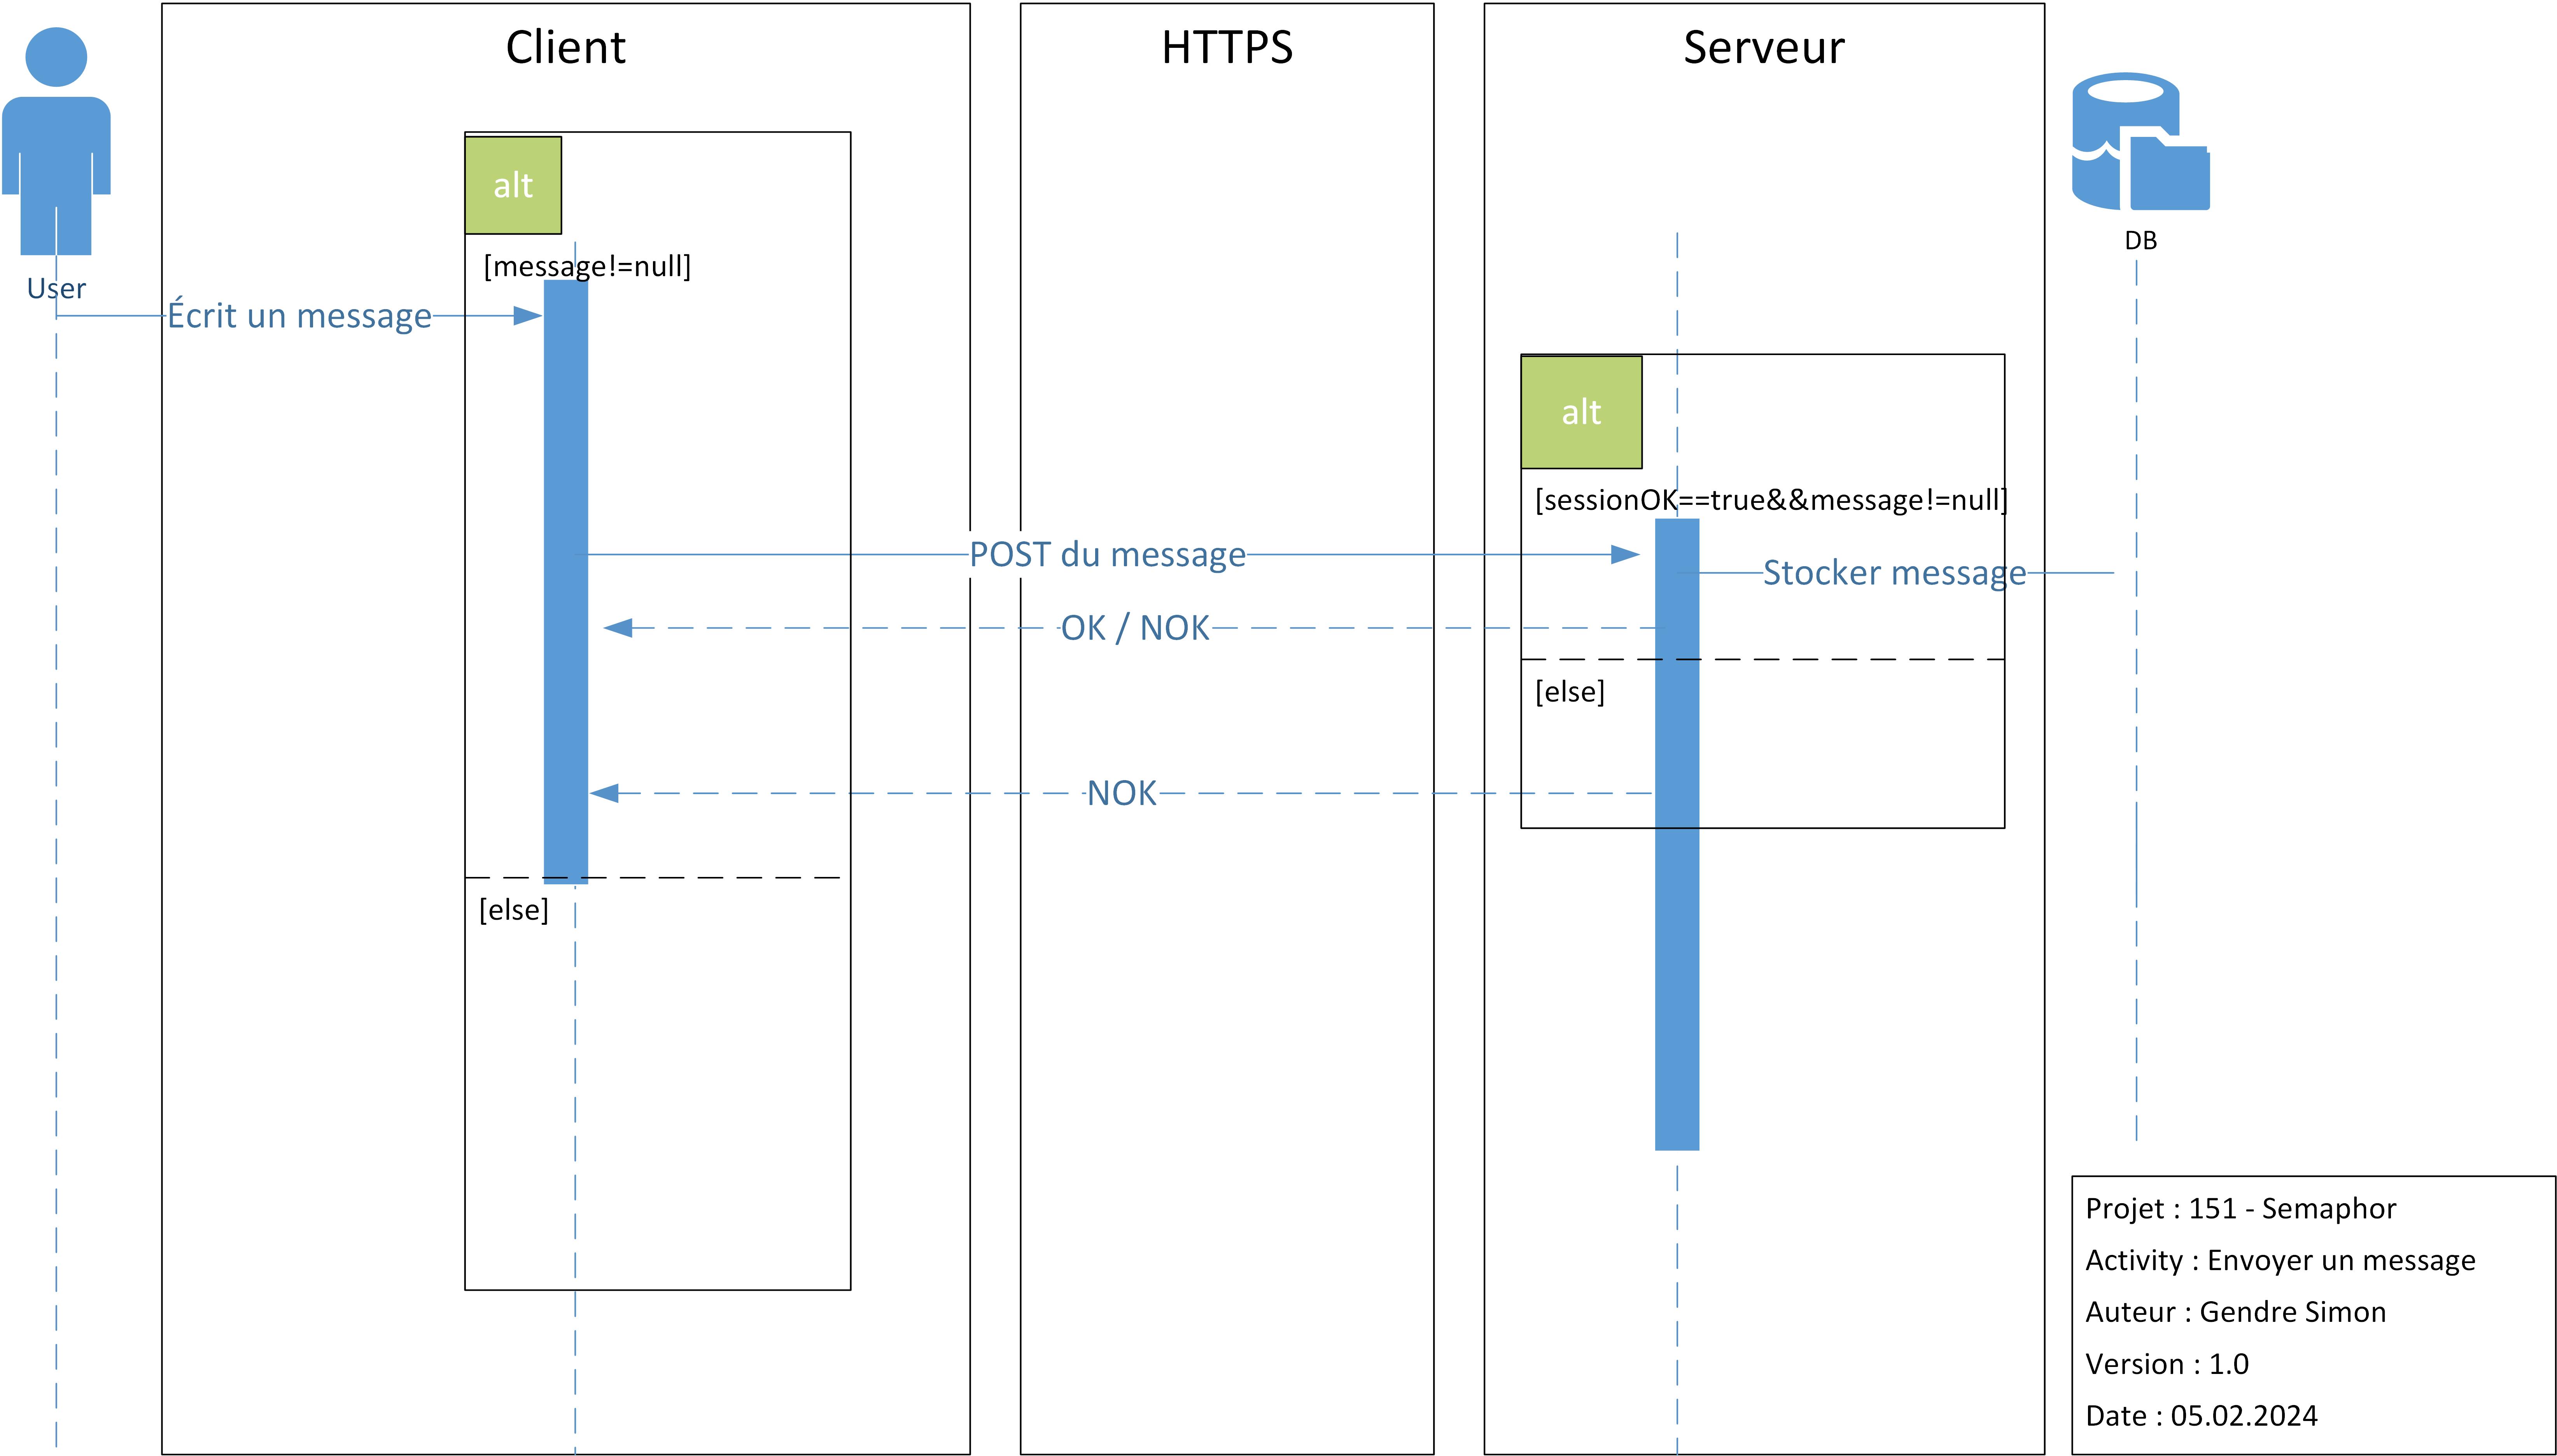 Client
HTTPS
Serveur
alt
[message!=null]
User
Écrit un message
DB
alt
[sessionOK==true&&message!=null]
POST du message
Stocker message
OK / NOK
[else]
NOK
[else]
Projet : 151 - Semaphor
Activity : Envoyer un message
Auteur : Gendre Simon
Version : 1.0
Date : 05.02.2024